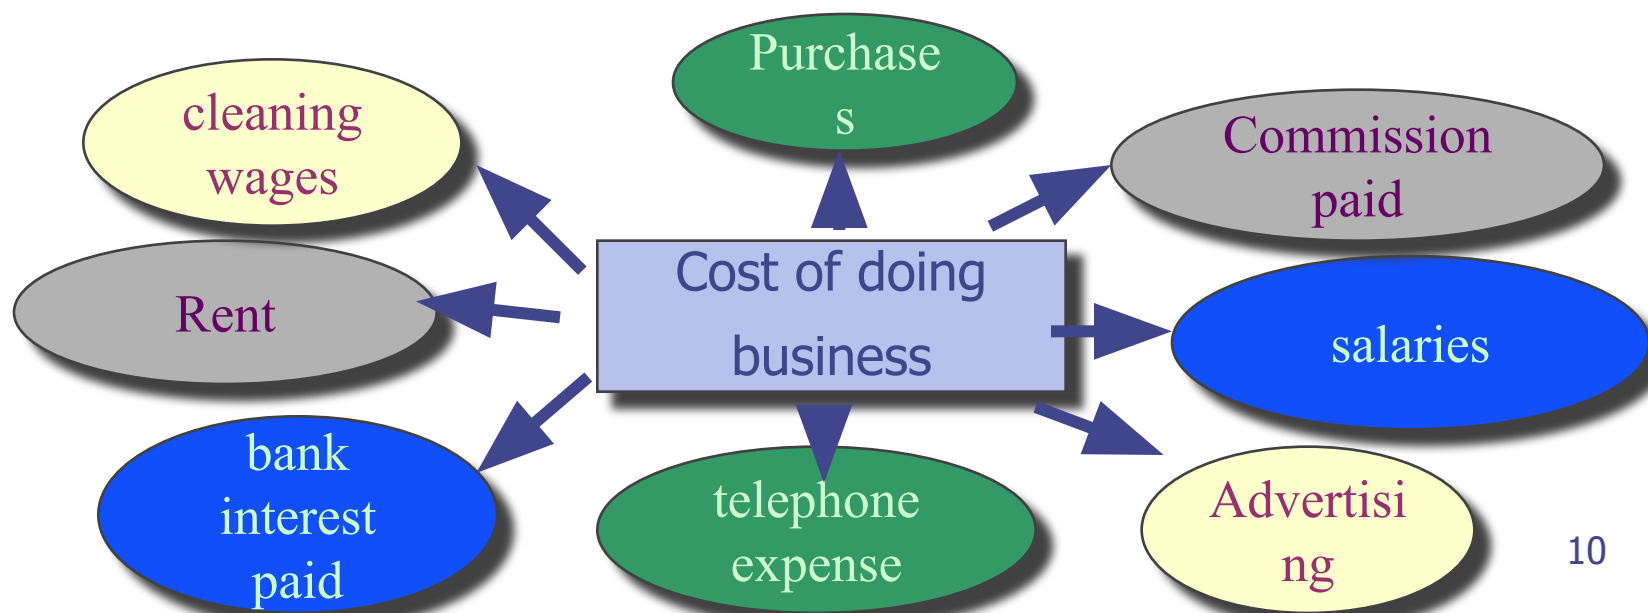 Purchase
s
cleaning
wages
Commission
paid
Cost of doing
business
Rent
salaries
bank
interest
paid
telephone
expense
Advertisi
ng
10